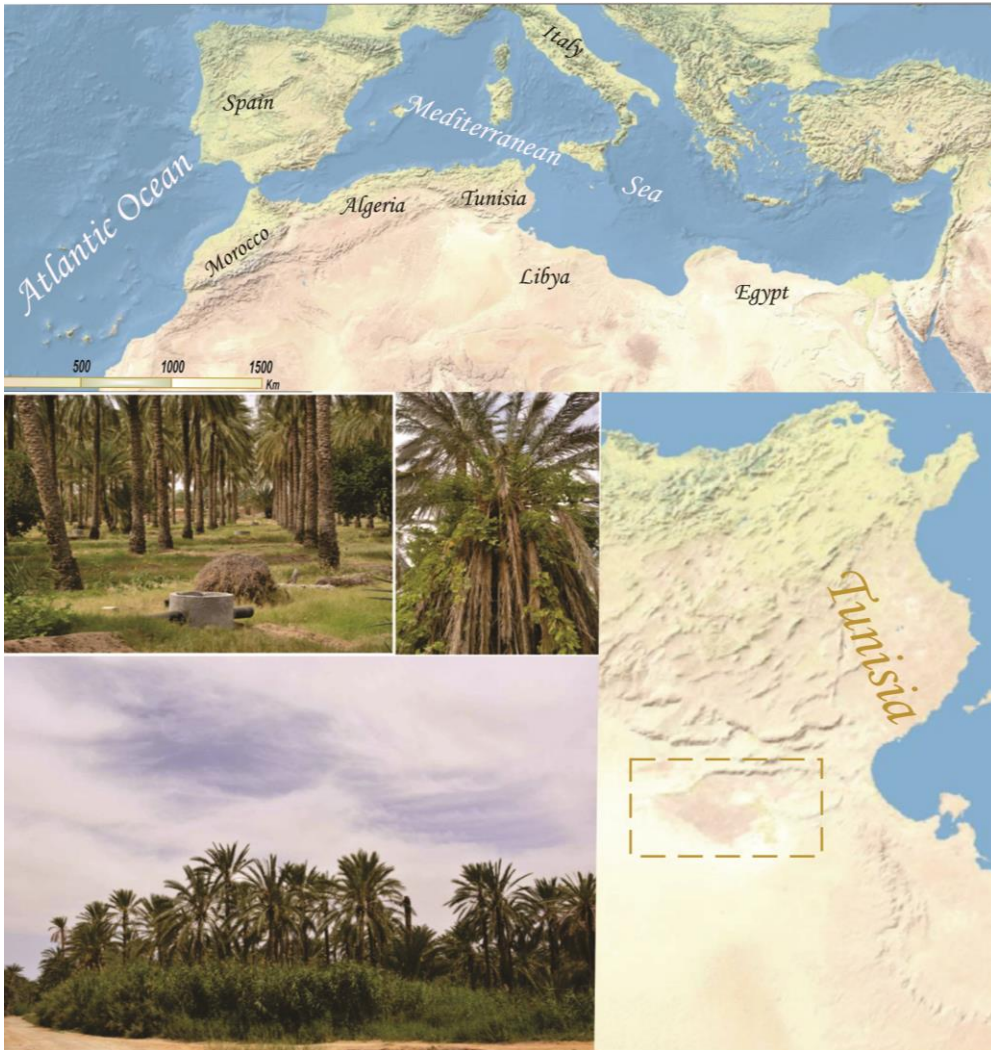 Italy
Spain
Mediterranean
Sea
Atlantic Ocean
Algeria
Tunisia
Morocco
Libya
Egypt
500 1000 1500
Km
Tunisia